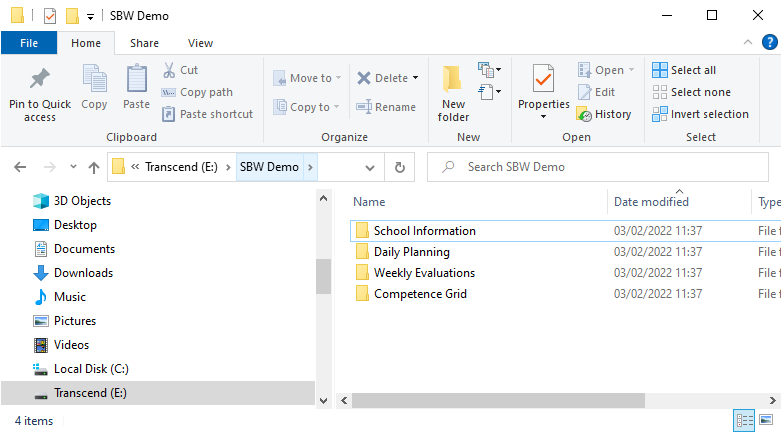 SBW Demo
File Home Share View
Pin to Quick access
Copy
Paste
Cut
Copy path
Paste shortcut
Clipboard
Move to
Copy to
Delete
Rename
Organize
New folder
New
Properties
Open
Edit
History
Open
Select all
Select none
Invert selection
Select
Transcend (E:) SBW Demo
Search SBW Demo
3D Objects
Desktop
Documents
Downloads
Music
Pictures
Videos
Local Disk (C:)
Transcend (E:)
Name Date modified Type
School Information 03/02/2022 11:37 File f
Daily Planning 03/02/2022 11:37 File f
Weekly Evaluations 03/02/2022 11:37 File f
Competence Grid 03/02/2022 11:37 File f
4 items